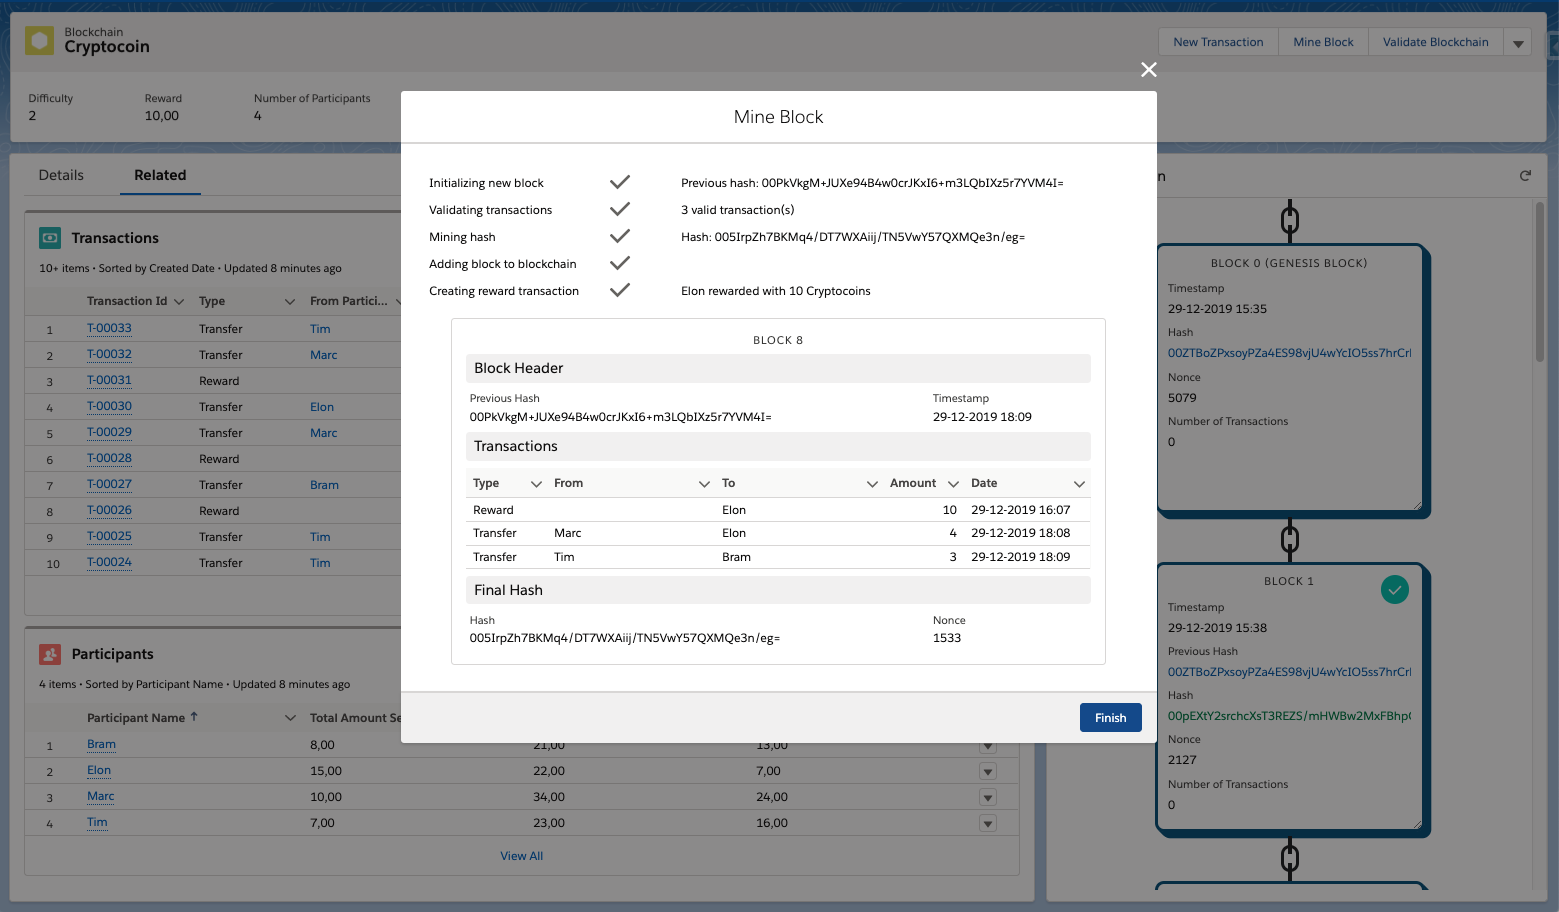 Blockchain
Cryptocoin
New Transaction
Mine Block
Validate Blockchain
Difficulty
2
Reward
10,00
Number of Participants
4
Details
Related
Transactions
10+ items • Sorted by Created Date • Updated 8 minutes ago
Transaction Id Type From Partici...
1 T-00033 Transfer Tim
2 T-00032 Transfer Marc
3 T-00031 Reward
4 T-00030 Transfer Elon
5 T-00029 Transfer Marc
6 T-00028 Reward
7 T-00027 Transfer Bram
8 T-00026 Reward
9 T-00025 Transfer Tim
10 T-00024 Transfer Tim
Participants
4 items • Sorted by Participant Name • Updated 8 minutes ago
Participant Name Total Amount Se
1 Bram 8,00 21,00 13,00
2 Elon 15,00 22,00 7,00
3 Marc 10,00 34,00 24,00
4 Tim 7,00 23,00 16,00
View All
Mine Block
Initializing new block Previous hash: 00PkVkgM+JUXe94B4w0crJKxI6+m3LQbIXz5r7YVM4I=
Validating transactions 3 valid transaction(s)
Mining hash Hash: 005IrpZh7BKMq4/DT7WXAiij/TN5VwY57QXMQe3n/eg=
Adding block to blockchain
Creating reward transaction Elon rewarded with 10 Cryptocoins
BLOCK 8
Block Header
Previous Hash Timestamp
00PkVkgM+JUXe94B4w0crJKxI6+m3LQbIXz5r7YVM4I= 29-12-2019 18:09
Transactions
Type From To Amount Date
Reward Elon 10 29-12-2019 16:07
Transfer Marc Elon 4 29-12-2019 18:08
Transfer Tim Bram 3 29-12-2019 18:09
Final Hash
Hash Nonce
005IrpZh7BKMq4/DT7WXAiij/TN5VwY57QXMQe3n/eg= 1533
Finish
n
BLOCK 0 (GENESIS BLOCK)
Timestamp
29-12-2019 15:35
Hash
00ZTBoZPxsoyPZa4ES98vjU4wYcIO5ss7hrCrl
Nonce
5079
Number of Transactions
0
BLOCK 1
Timestamp
29-12-2019 15:38
Previous Hash
00ZTBoZPxsoyPZa4ES98vjU4wYcIO5ss7hrCrl
Hash
00pEXtY2srchcXsT3REZS/mHWBw2MxFBhp
Nonce
2127
Number of Transactions
0